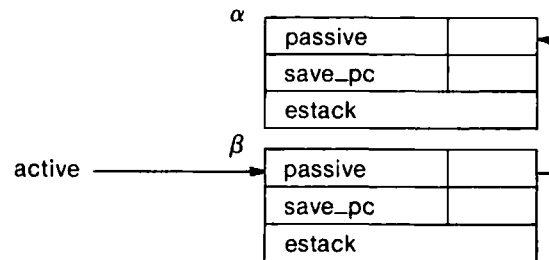 α
passive
save_pc
estack
β
active
passive
save_pc
estack